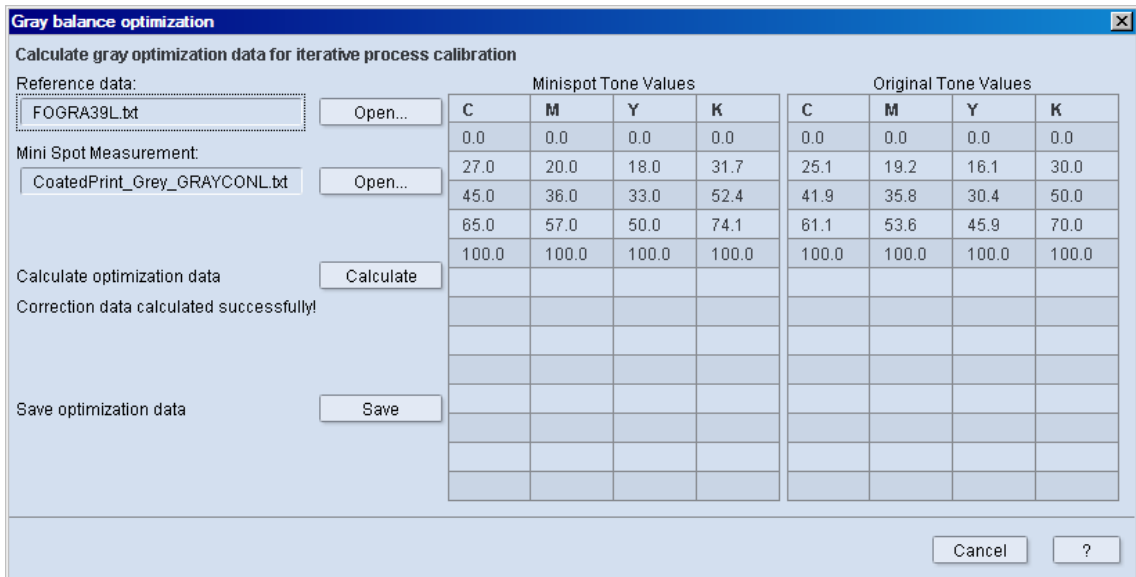 Gray balance optimization
Calculate gray optimization data for iterative process calibration
Reference data:
FOGRA39L.txt
Open...
Mini Spot Measurement:
CoatedPrint_Grey_GRAYCONL.txt
Open...
Calculate optimization data
Calculate
Correction data calculated successfully!
Save optimization data
Save
Minispot Tone Values
C M Y K
0.0 0.0 0.0 0.0
27.0 20.0 18.0 31.7
45.0 36.0 33.0 52.4
65.0 57.0 50.0 74.1
100.0 100.0 100.0 100.0
Original Tone Values
C M Y K
0.0 0.0 0.0 0.0
25.1 19.2 16.1 30.0
41.9 35.8 30.4 50.0
61.1 53.6 45.9 70.0
100.0 100.0 100.0 100.0
Cancel
?